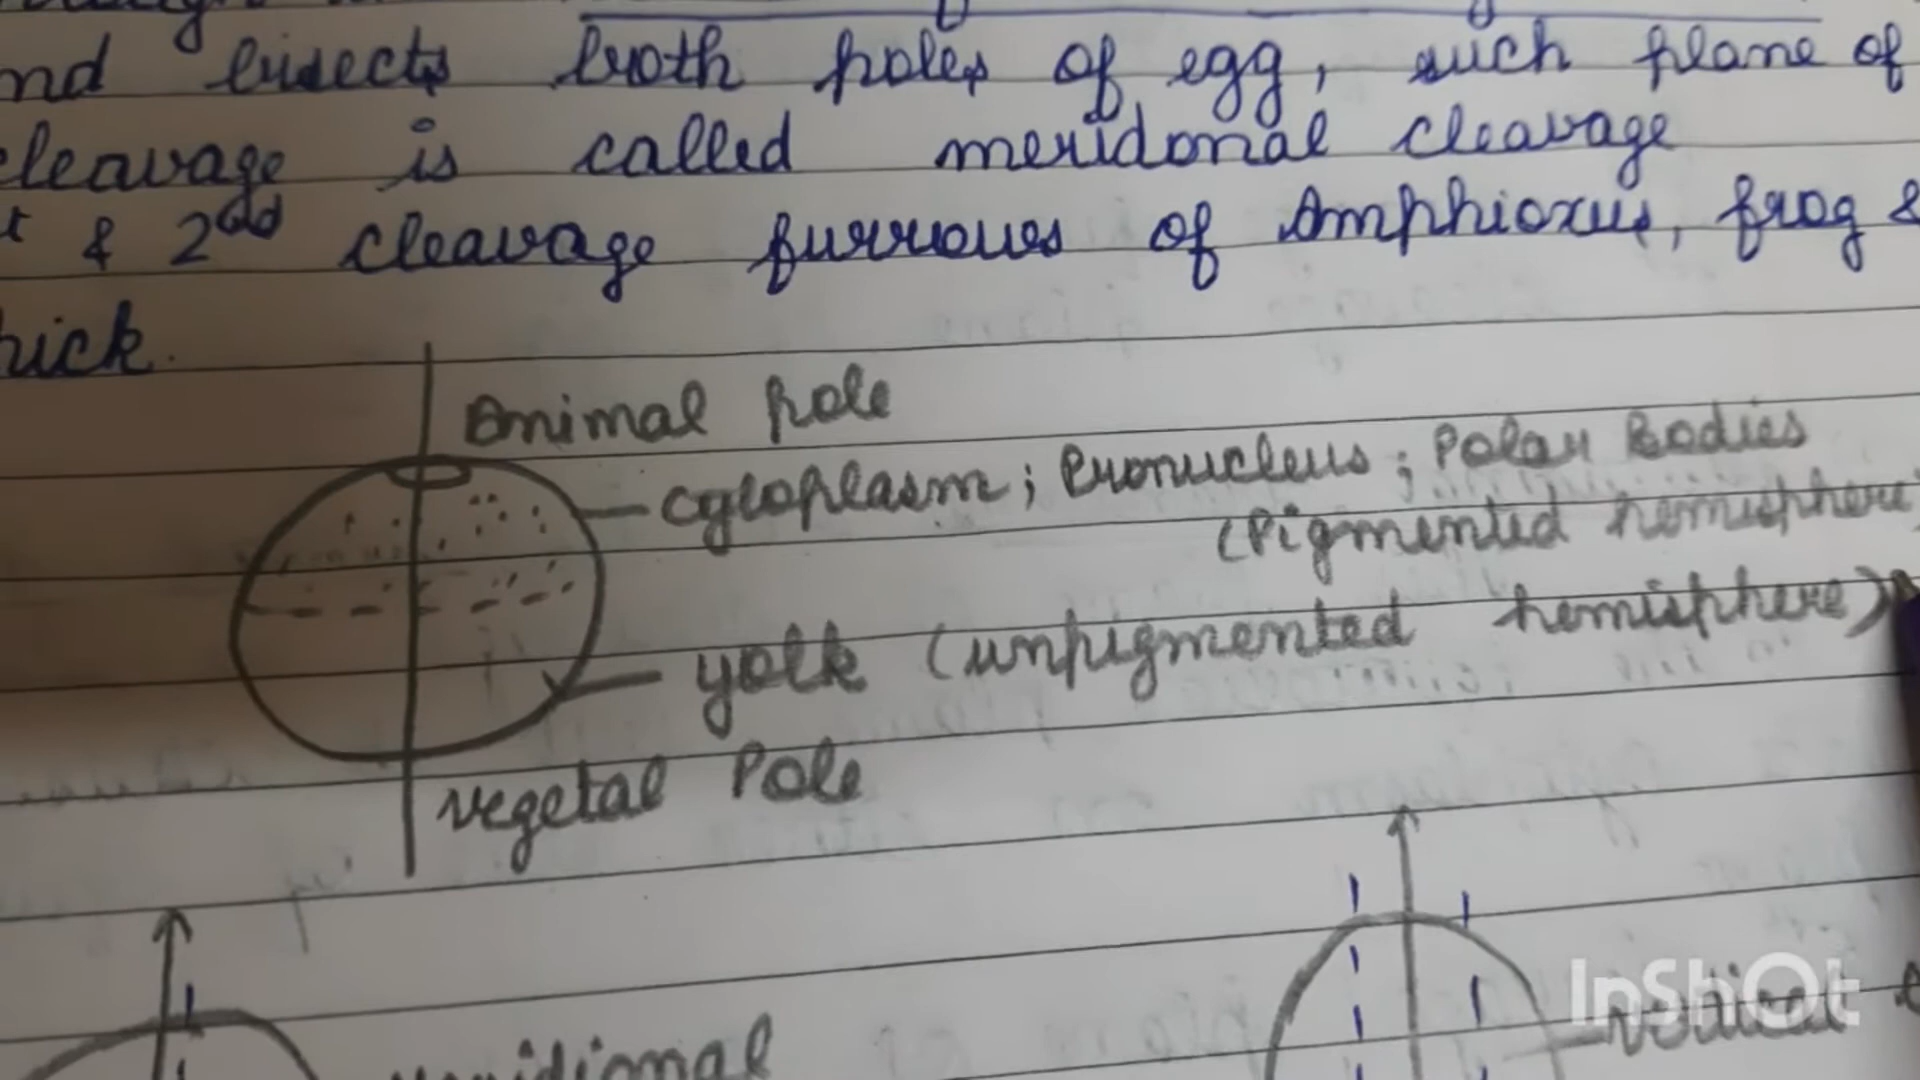 nd bisects both poles of egg, such plane of
cleavage is called meridonal cleavage
& 2nd cleavage furrows of Amphioxus, frog &
hick.
Animal pole
cytoplasm; Pronucleus; Polar Bodies
(Pigmented hemisphere)
yolk (unpigmented hemisphere)
Vegetal Pole
InShOt